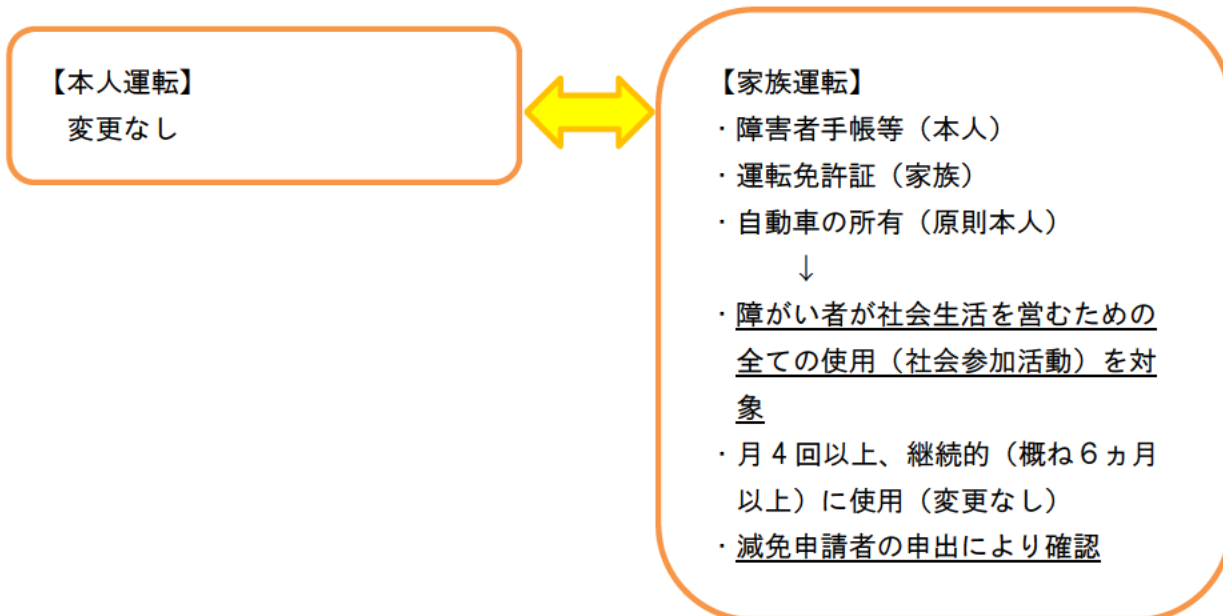 【本人運転】
変更なし
【家族運転】
・障害者手帳等（本人）
・運転免許証（家族）
・自動車の所有（原則本人）
↓
・障がい者が社会生活を営むための
全ての使用（社会参加活動）を対
象
・月４回以上、継続的（概ね６ヵ月
以上）に使用（変更なし）
・減免申請者の申出により確認